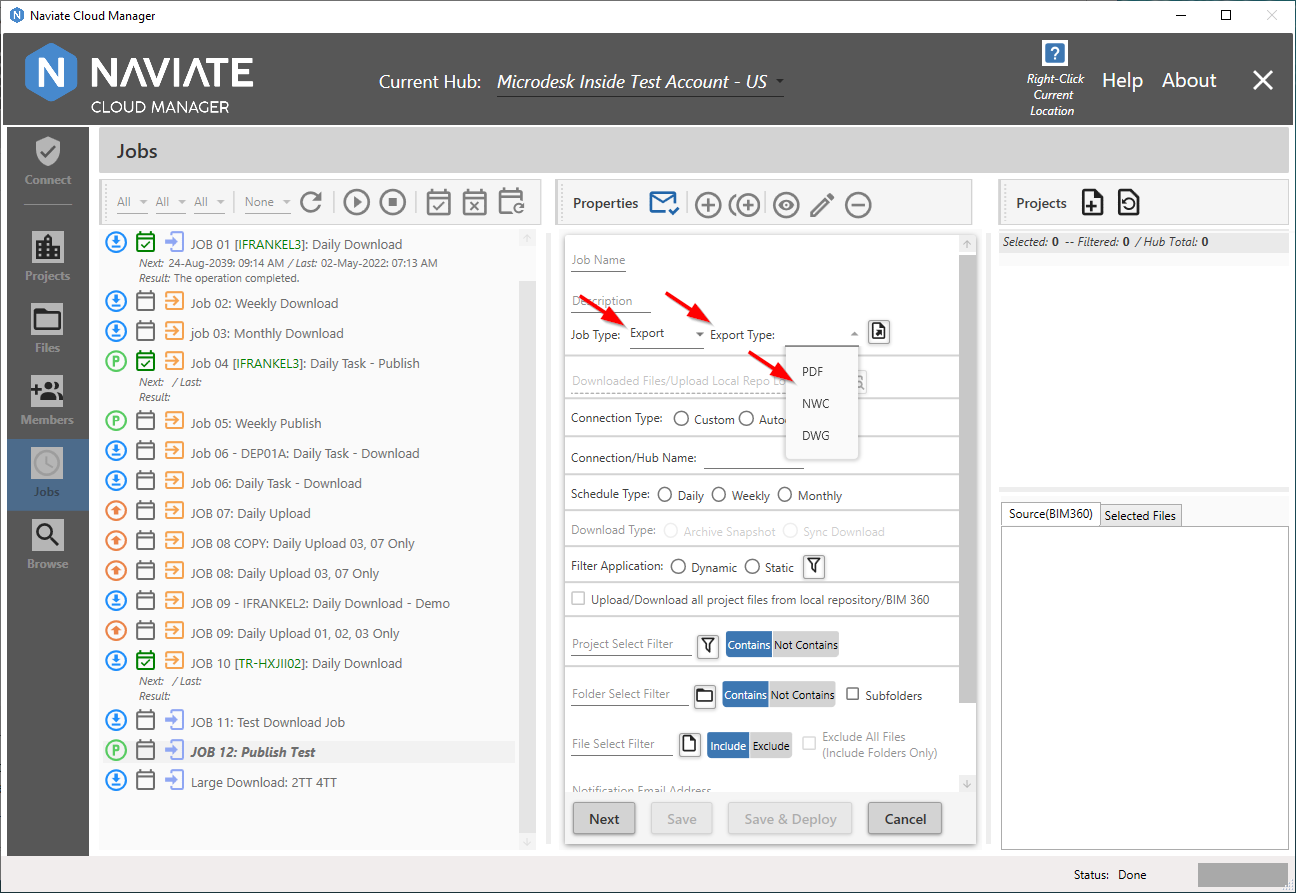 Naviate Cloud Manager
NAVIATE
CLOUD MANAGER
Current Hub: Microdesk Inside Test Account - US
?
Right-Click
Current
Location
Help
About
Connect
Projects
Files
Members
Jobs
Browse
Jobs
All
All
All
None
JOB 01 [IFRANKEL3]: Daily Download
Next: 24-Aug-2039: 09:14 AM / Last: 02-May-2022: 07:13 AM
Result: The operation completed.
Job 02: Weekly Download
job 03: Monthly Download
P Job 04 [IFRANKEL3]: Daily Task - Publish
Next: / Last:
Result:
P Job 05: Weekly Publish
Job 06 - DEP01A: Daily Task - Download
Job 06: Daily Task - Download
JOB 07: Daily Upload
JOB 08 COPY: Daily Upload 03, 07 Only
JOB 08: Daily Upload 03, 07 Only
JOB 09 - IFRANKEL2: Daily Download - Demo
JOB 09: Daily Upload 01, 02, 03 Only
JOB 10 [TR-HXJII02]: Daily Download
Next: / Last:
Result:
JOB 11: Test Download Job
P JOB 12: Publish Test
Large Download: 2TT 4TT
Properties
Job Name
Description
Job Type: Export Export Type:
PDF
NWC
DWG
Downloaded Files/Upload Local Repo
Connection Type: Custom
Connection/Hub Name:
Schedule Type: Daily Weekly Monthly
Download Type: Archive Snapshot Sync Download
Filter Application: Dynamic Static
Upload/Download all project files from local repository/BIM 360
Project Select Filter Contains Not Contains
Folder Select Filter Contains Not Contains Subfolders
File Select Filter Include Exclude Exclude All Files
(Include Folders Only)
Notification Email Address
Next Save Save & Deploy Cancel
Projects
Selected: 0 -- Filtered: 0 / Hub Total: 0
Source(BIM360) Selected Files
Status: Done